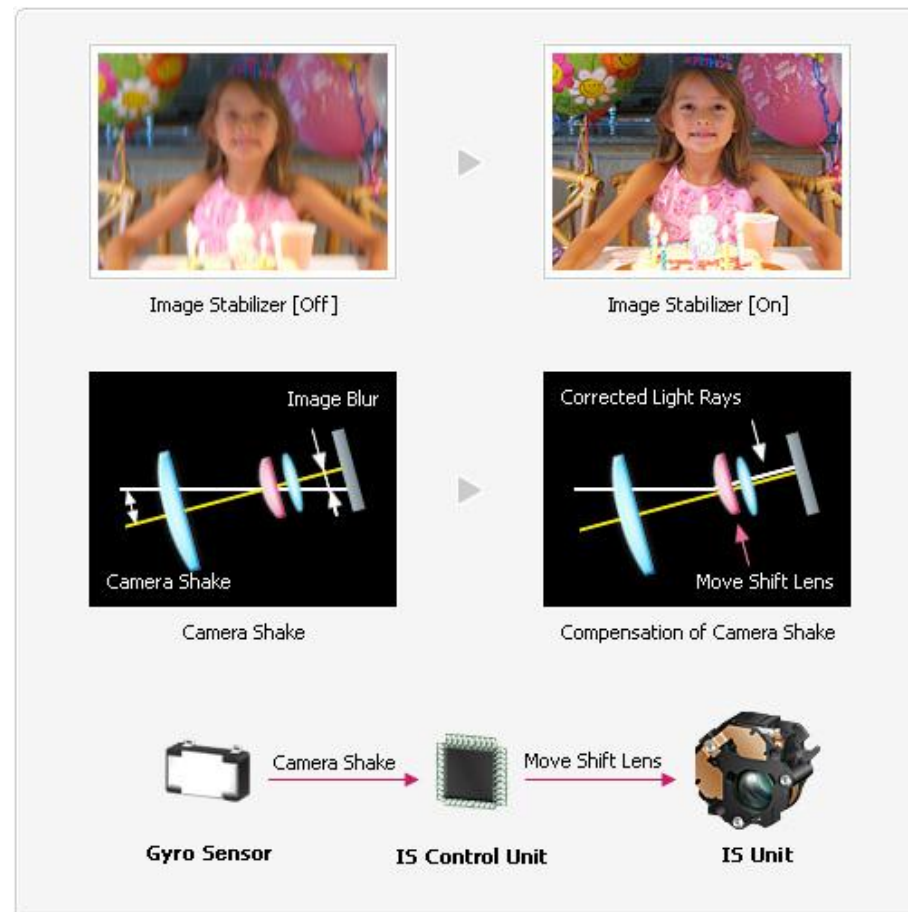 Image Stabilizer [Off]
Image Stabilizer [On]
Image Blur
Camera Shake
Corrected Light Rays
Move Shift Lens
Camera Shake
Compensation of Camera Shake
Camera Shake
Move Shift Lens
Gyro Sensor
IS Control Unit
IS Unit